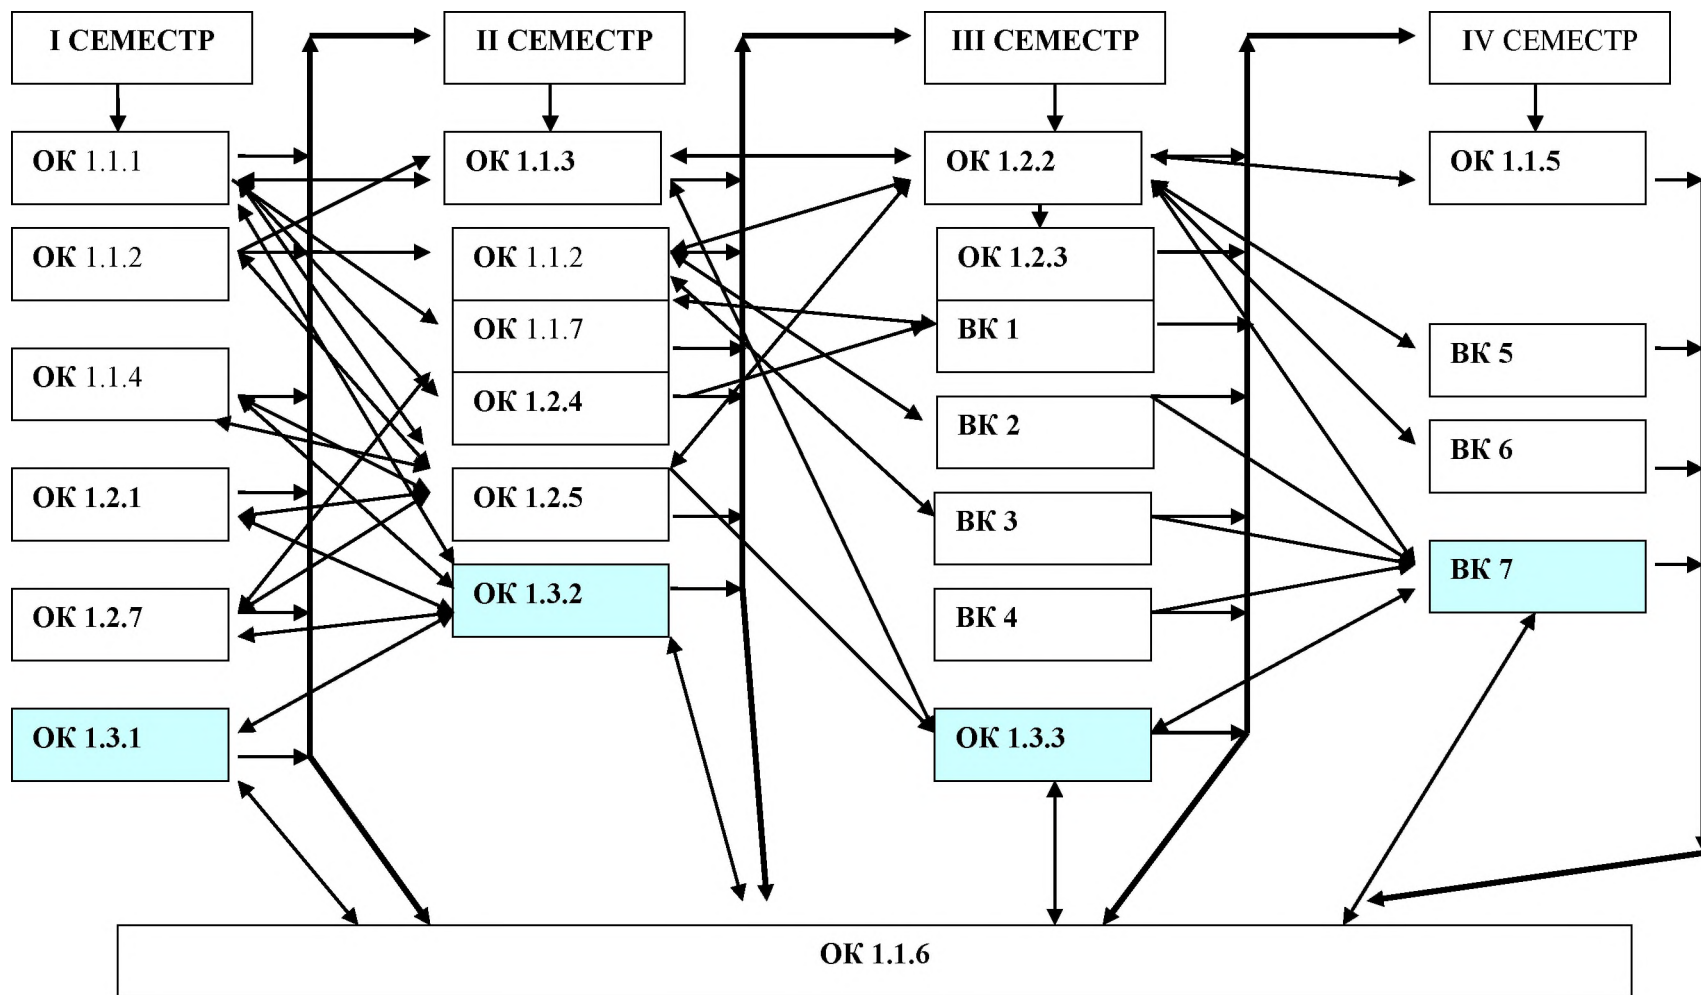 I СЕМЕСТР
II СЕМЕСТР
III СЕМЕСТР
IV СЕМЕСТР
ОК 1.1.1
ОК 1.1.3
ОК 1.2.2
ОК 1.1.5
ОК 1.1.2
ОК 1.1.2
ОК 1.2.3
ОК 1.1.7
ВК 1
ВК 5
ОК 1.1.4
ОК 1.2.4
ВК 2
ВК 6
ОК 1.2.1
ОК 1.2.5
ВК 3
ВК 7
ОК 1.2.7
ОК 1.3.2
ВК 4
ОК 1.3.1
ОК 1.3.3
ОК 1.1.6